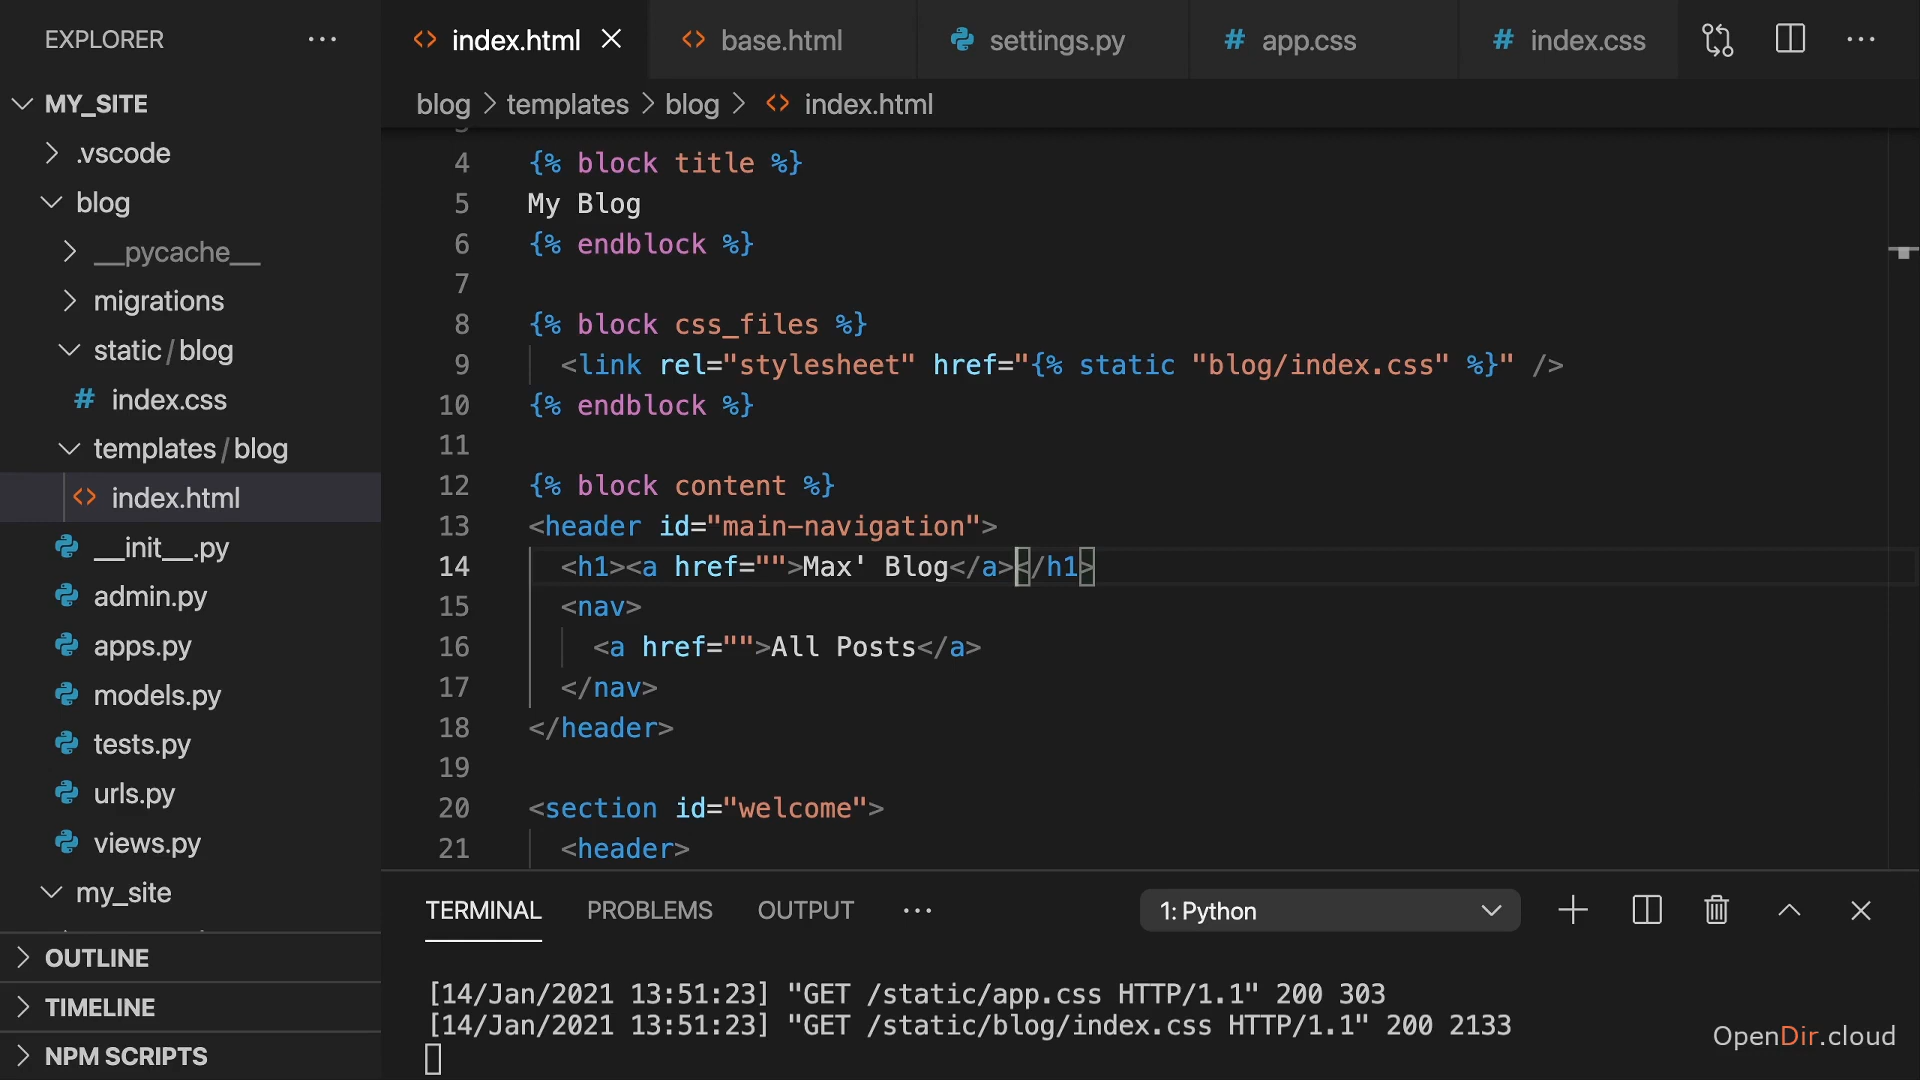 EXPLORER
MY_SITE
.vscode
blog
__pycache__
migrations
static/blog
index.css
templates/blog
index.html
__init__.py
admin.py
apps.py
models.py
tests.py
urls.py
views.py
my_site
OUTLINE
TIMELINE
NPM SCRIPTS
index.html
base.html
settings.py
app.css
index.css
blog > templates > blog > index.html
4 {% block title %}
5 My Blog
6 {% endblock %}
7
8 {% block css_files %}
9 <link rel="stylesheet" href="{% static "blog/index.css" %}" />
10 {% endblock %}
11
12 {% block content %}
13 <header id="main-navigation">
14 <h1><a href="">Max' Blog</a></h1>
15 <nav>
16 <a href="">All Posts</a>
17 </nav>
18 </header>
19
20 <section id="welcome">
21 <header>
TERMINAL PROBLEMS OUTPUT 1: Python
[14/Jan/2021 13:51:23] "GET /static/app.css HTTP/1.1" 200 303
[14/Jan/2021 13:51:23] "GET /static/blog/index.css HTTP/1.1" 200 2133
OpenDir.cloud